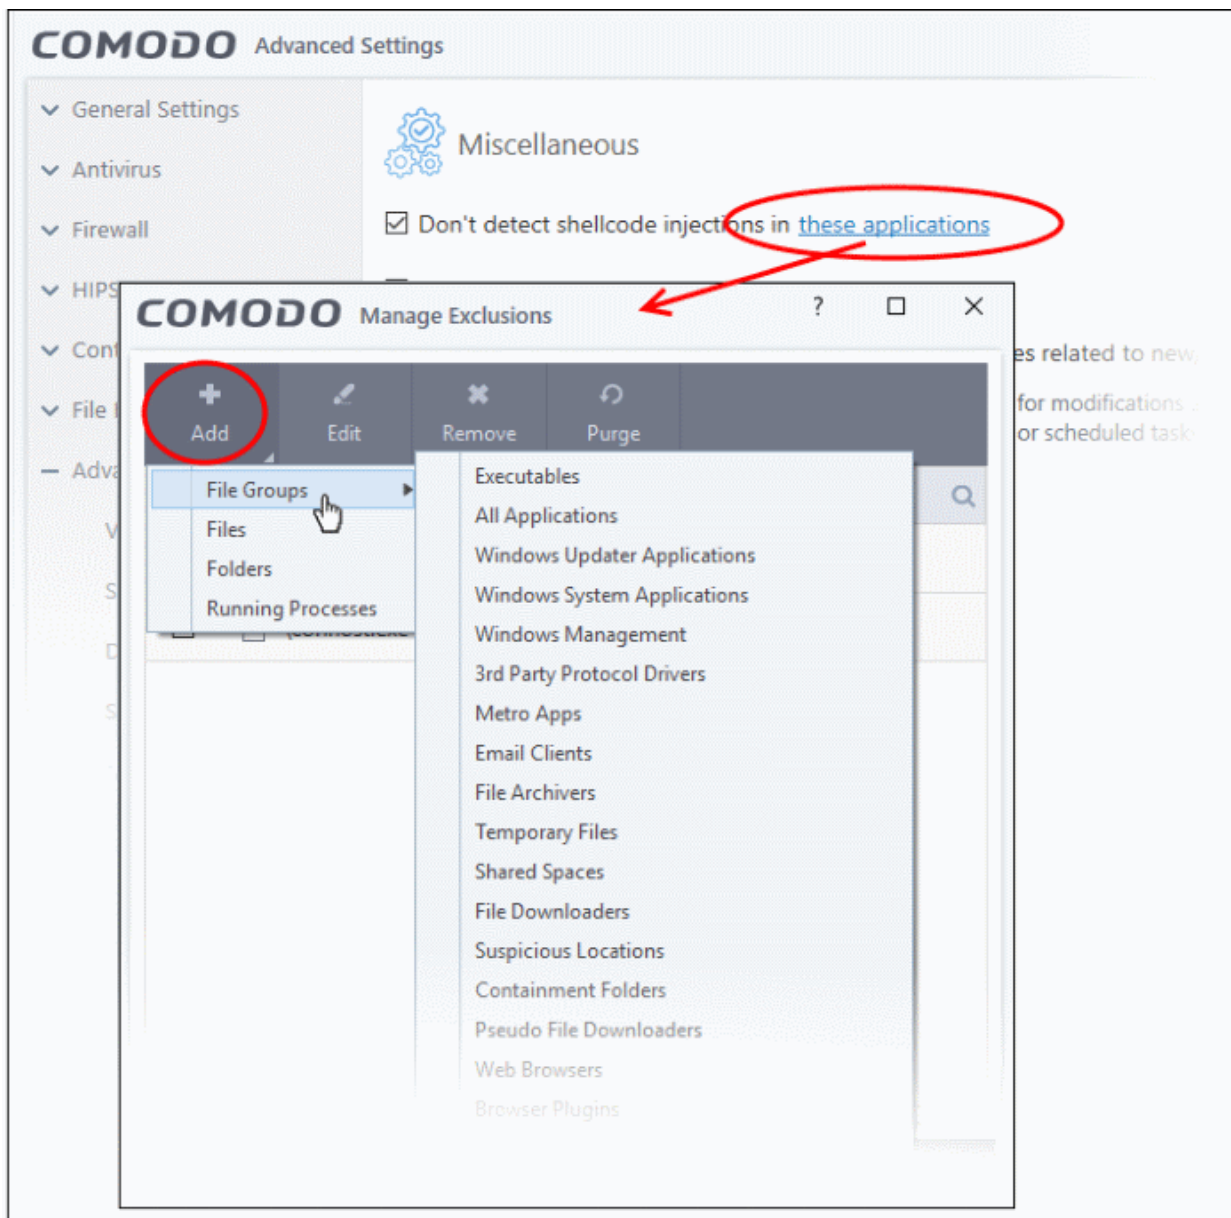 COMODO Advanced Settings
General Settings
Antivirus
Firewall
HIPS
Miscellaneous
Don't detect shellcode injections in these applications
es related to new
for modifications
or scheduled task
COMODO Manage Exclusions
?
Add
Edit
Remove
Purge
File Groups
Files
Folders
Running Processes
Executables
All Applications
Windows Updater Applications
Windows System Applications
Windows Management
3rd Party Protocol Drivers
Metro Apps
Email Clients
File Archivers
Temporary Files
Shared Spaces
File Downloaders
Suspicious Locations
Containment Folders
Pseudo File Downloaders
Web Browsers
Browser Plugins